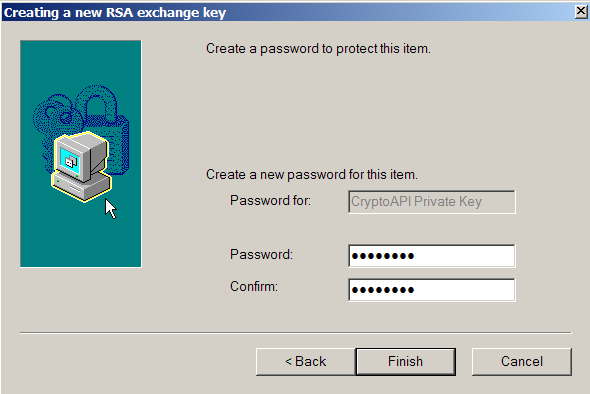 Creating a new RSA exchange key
Create a password to protect this item.
Create a new password for this item.
Password for: CryptoAPI Private Key
Password: ●●●●●●●●
Confirm: ●●●●●●●●
< Back Finish Cancel